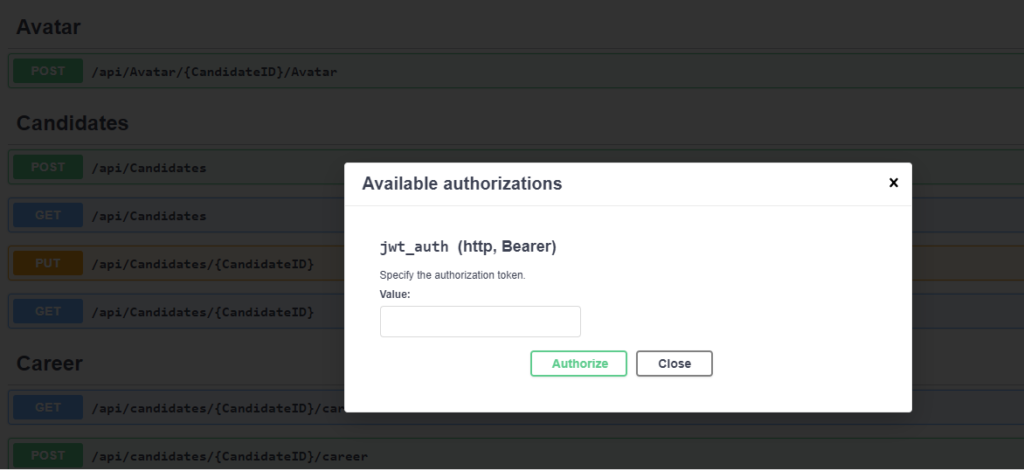 Avatar
POST /api/Avatar/{CandidateID}/Avatar
Candidates
POST /api/Candidates
GET /api/Candidates
PUT /api/Candidates/{CandidateID}
GET /api/Candidates/{CandidateID}
Career
GET /api/candidates/{CandidateID}/car
POST /api/candidates/{CandidateID}/career
Available authorizations
jwt_auth (http, Bearer)
Specify the authorization token.
Value:
Authorize Close